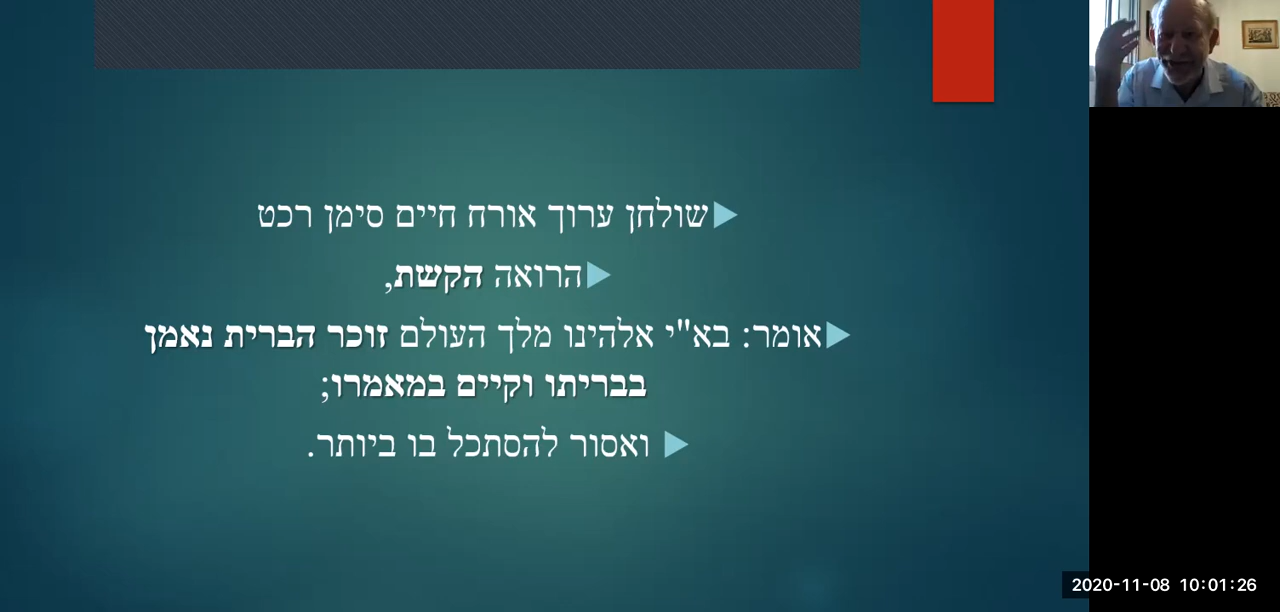 שולחן ערוך אורח חיים סימן רכט
הרואה הקשת,
אומר: בא"י אלהינו מלך העולם זוכר הברית נאמן
בבריתו וקיים במאמרו;
ואסור להסתכל בו ביותר.
2020-11-08 10:01:26